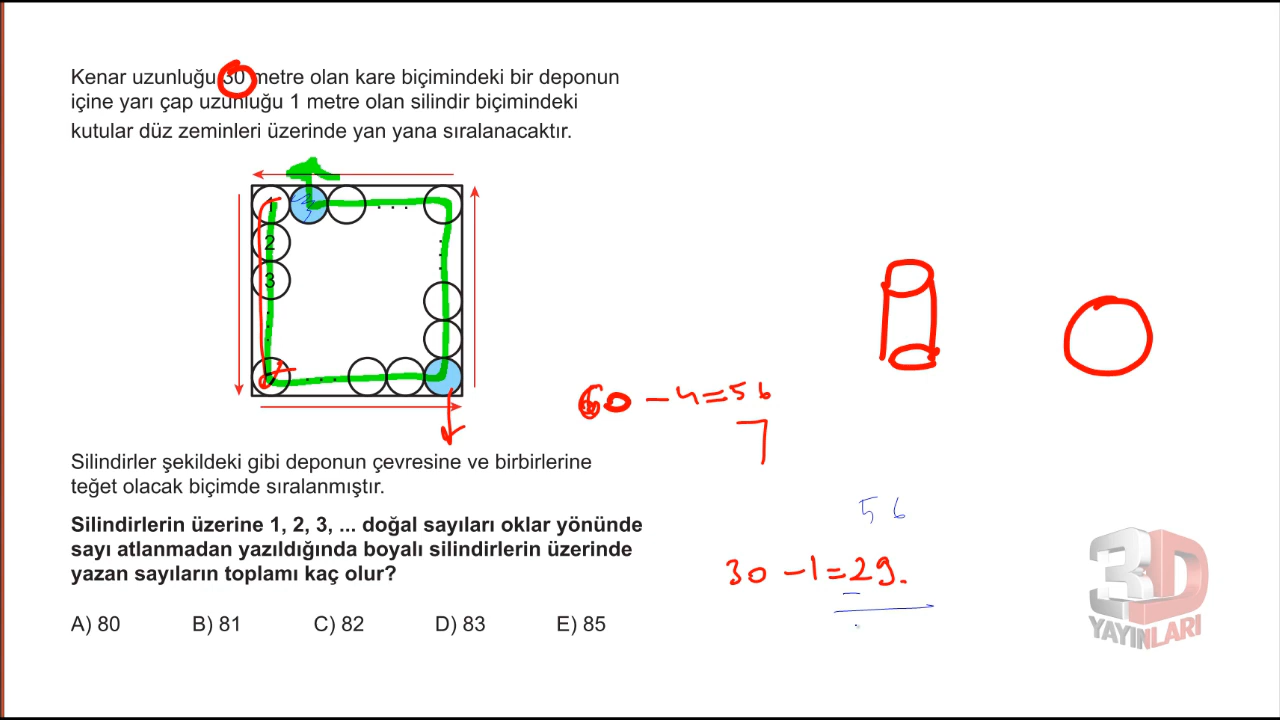 Kenar uzunluğu 30 metre olan kare biçimindeki bir deponun
içine yarı çap uzunluğu 1 metre olan silindir biçimindeki
kutular düz zeminleri üzerinde yan yana sıralanacaktır.
1
2
3
60 - 4 = 56
Silindirler şekildeki gibi deponun çevresine ve birbirlerine
teğet olacak biçimde sıralanmıştır.
56
Silindirlerin üzerine 1, 2, 3, ... doğal sayıları oklar yönünde
sayı atlanmadan yazıldığında boyalı silindirlerin üzerinde
yazan sayıların toplamı kaç olur?
30 - 1 = 29.
A) 80 B) 81 C) 82 D) 83 E) 85
3D
YAYINLARI